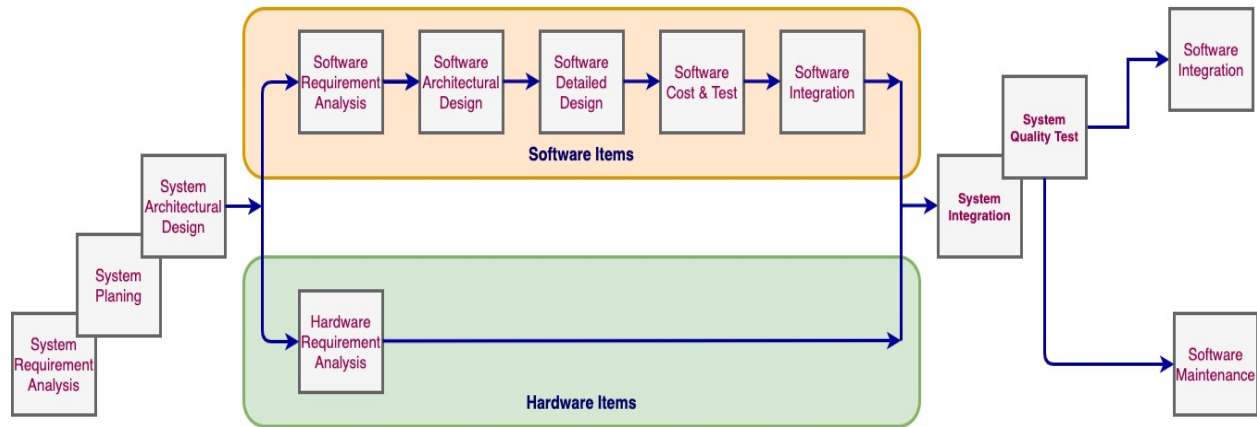 System
Requirement
Analysis
System
Planing
System
Architectural
Design
Software
Requirement
Analysis
Software
Architectural
Design
Software
Detailed
Design
Software
Cost & Test
Software
Integration
Software Items
Hardware
Requirement
Analysis
Hardware Items
System
Integration
System
Quality Test
Software
Integration
Software
Maintenance